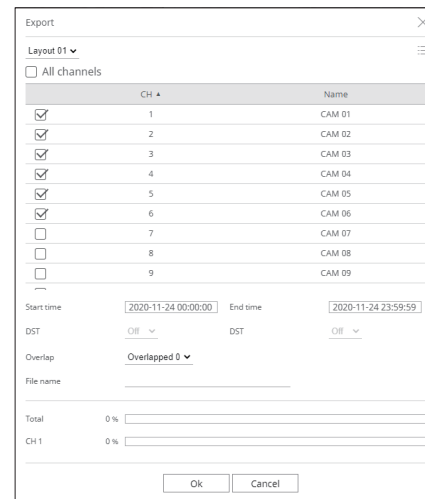 Export
Layout 01
All channels
CH ▲ Name
1 CAM 01
2 CAM 02
3 CAM 03
4 CAM 04
5 CAM 05
6 CAM 06
7 CAM 07
8 CAM 08
9 CAM 09
Start time 2020-11-24 00:00:00 End time 2020-11-24 23:59:59
DST Off DST Off
Overlap Overlapped 0
File name
Total 0 %
CH 1 0 %
Ok Cancel